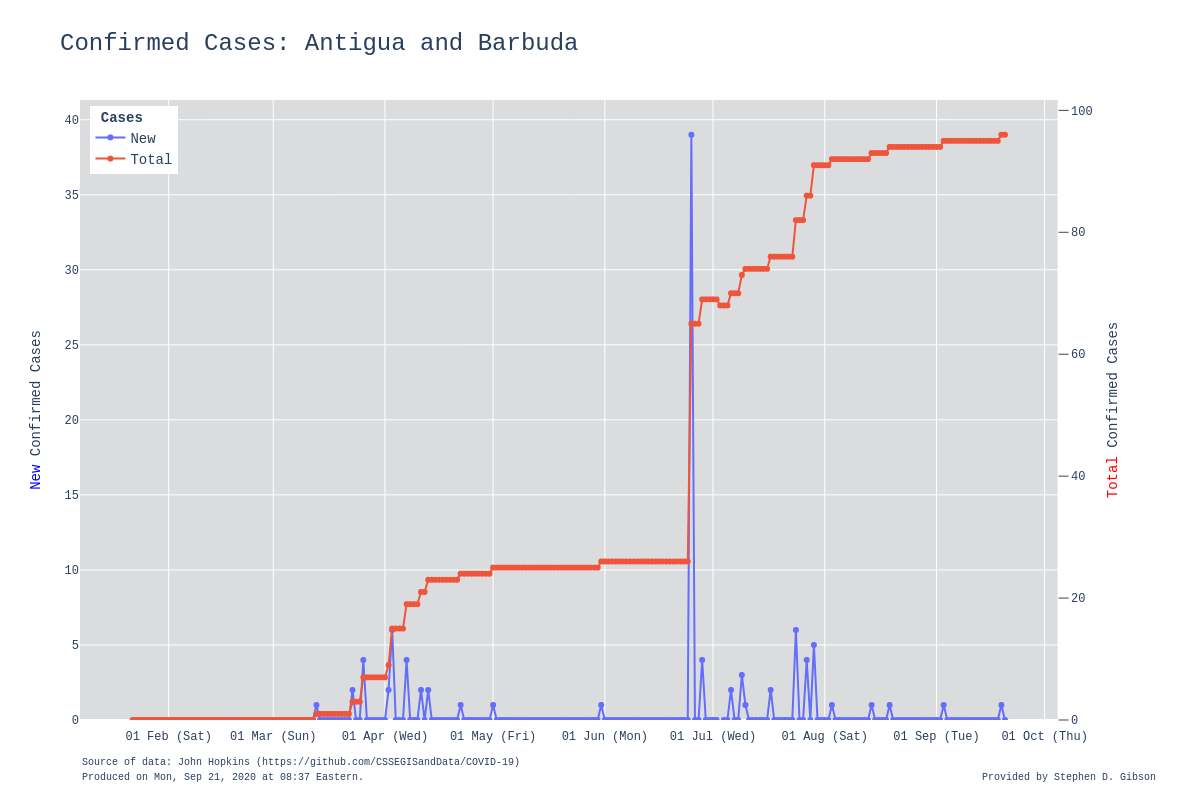 Confirmed Cases: Antigua and Barbuda
Cases
New
Total
40
35
30
25
20
15
10
5
0
New Confirmed Cases
100
80
60
40
20
0
Total Confirmed Cases
01 Feb (Sat)
01 Mar (Sun)
01 Apr (Wed)
01 May (Fri)
01 Jun (Mon)
01 Jul (Wed)
01 Aug (Sat)
01 Sep (Tue)
01 Oct (Thu)
Source of data: John Hopkins (https://github.com/CSSEGISandData/COVID-19)
Produced on Mon, Sep 21, 2020 at 08:37 Eastern.
Provided by Stephen D. Gibson